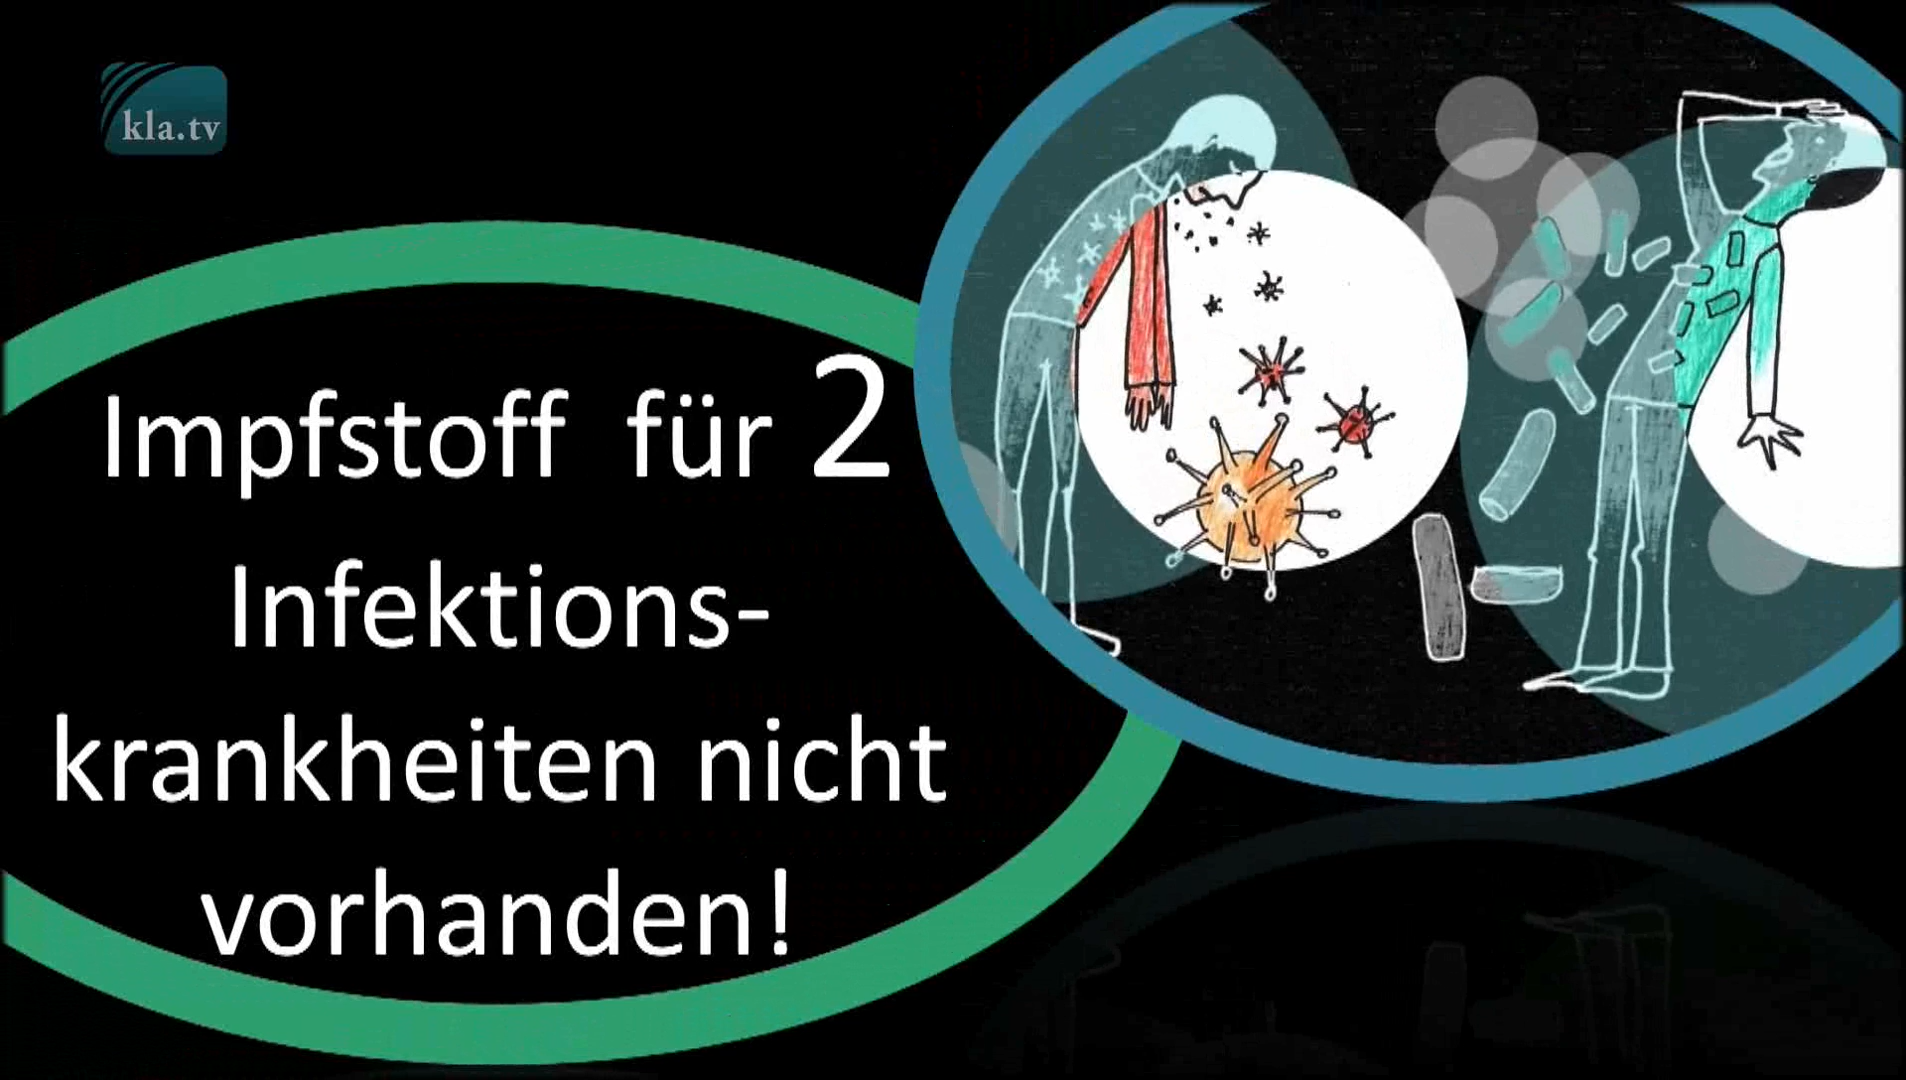 kla.tv
Impfstoff für 2
Infektions-
krankheiten nicht
vorhanden!